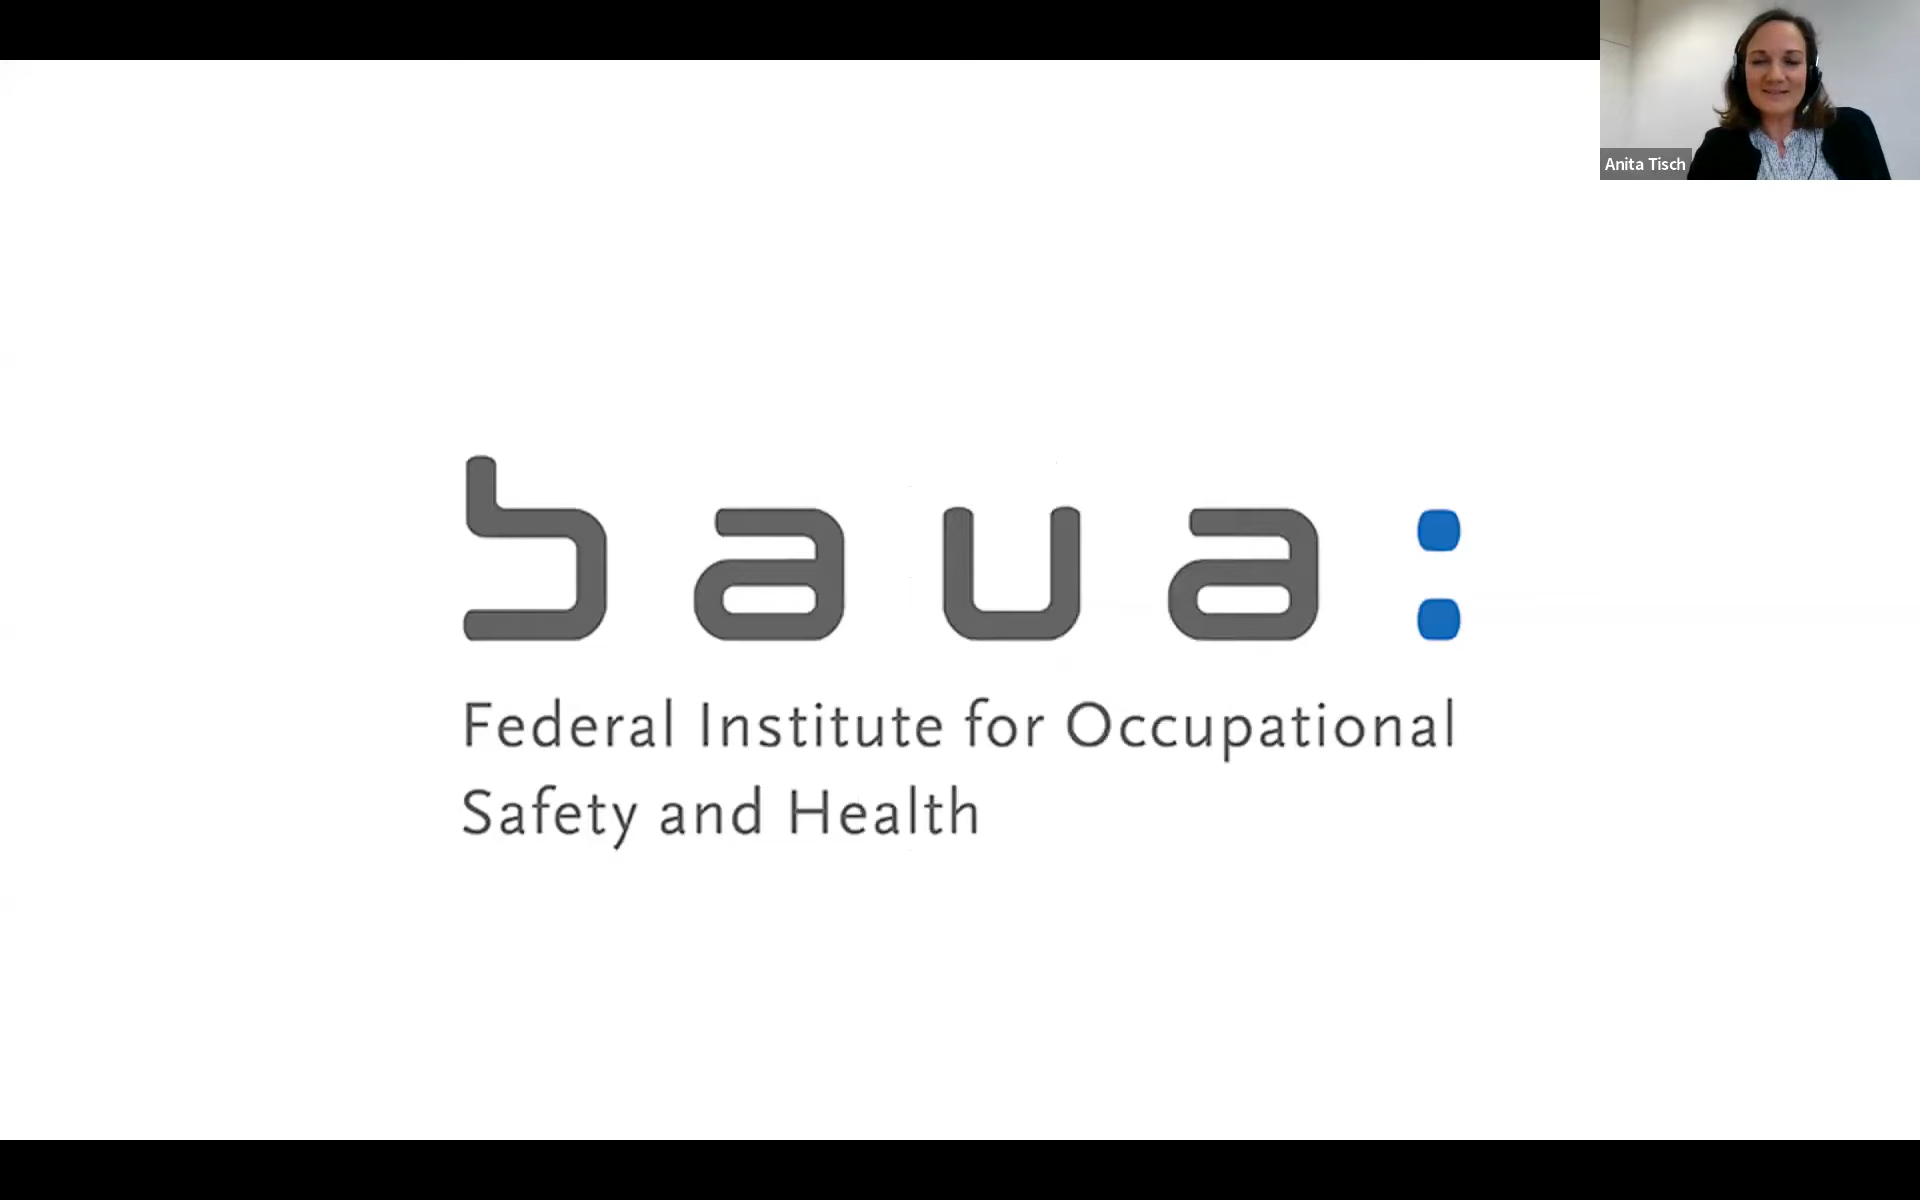 Anita Tisch
baua:
Federal Institute for Occupational
Safety and Health